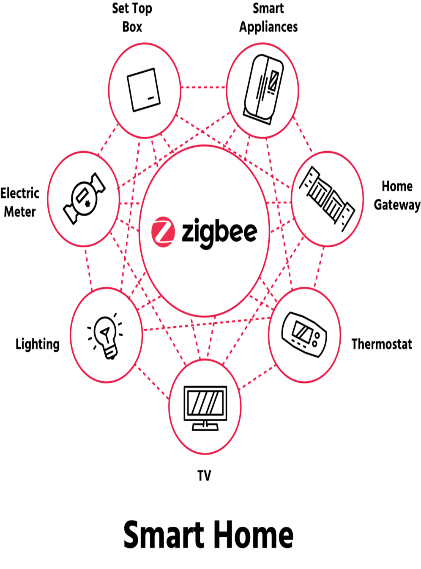 Set Top
Box
Smart
Appliances
Electric
Meter
Home
Gateway
zigbee
Lighting
Thermostat
TV
Smart Home